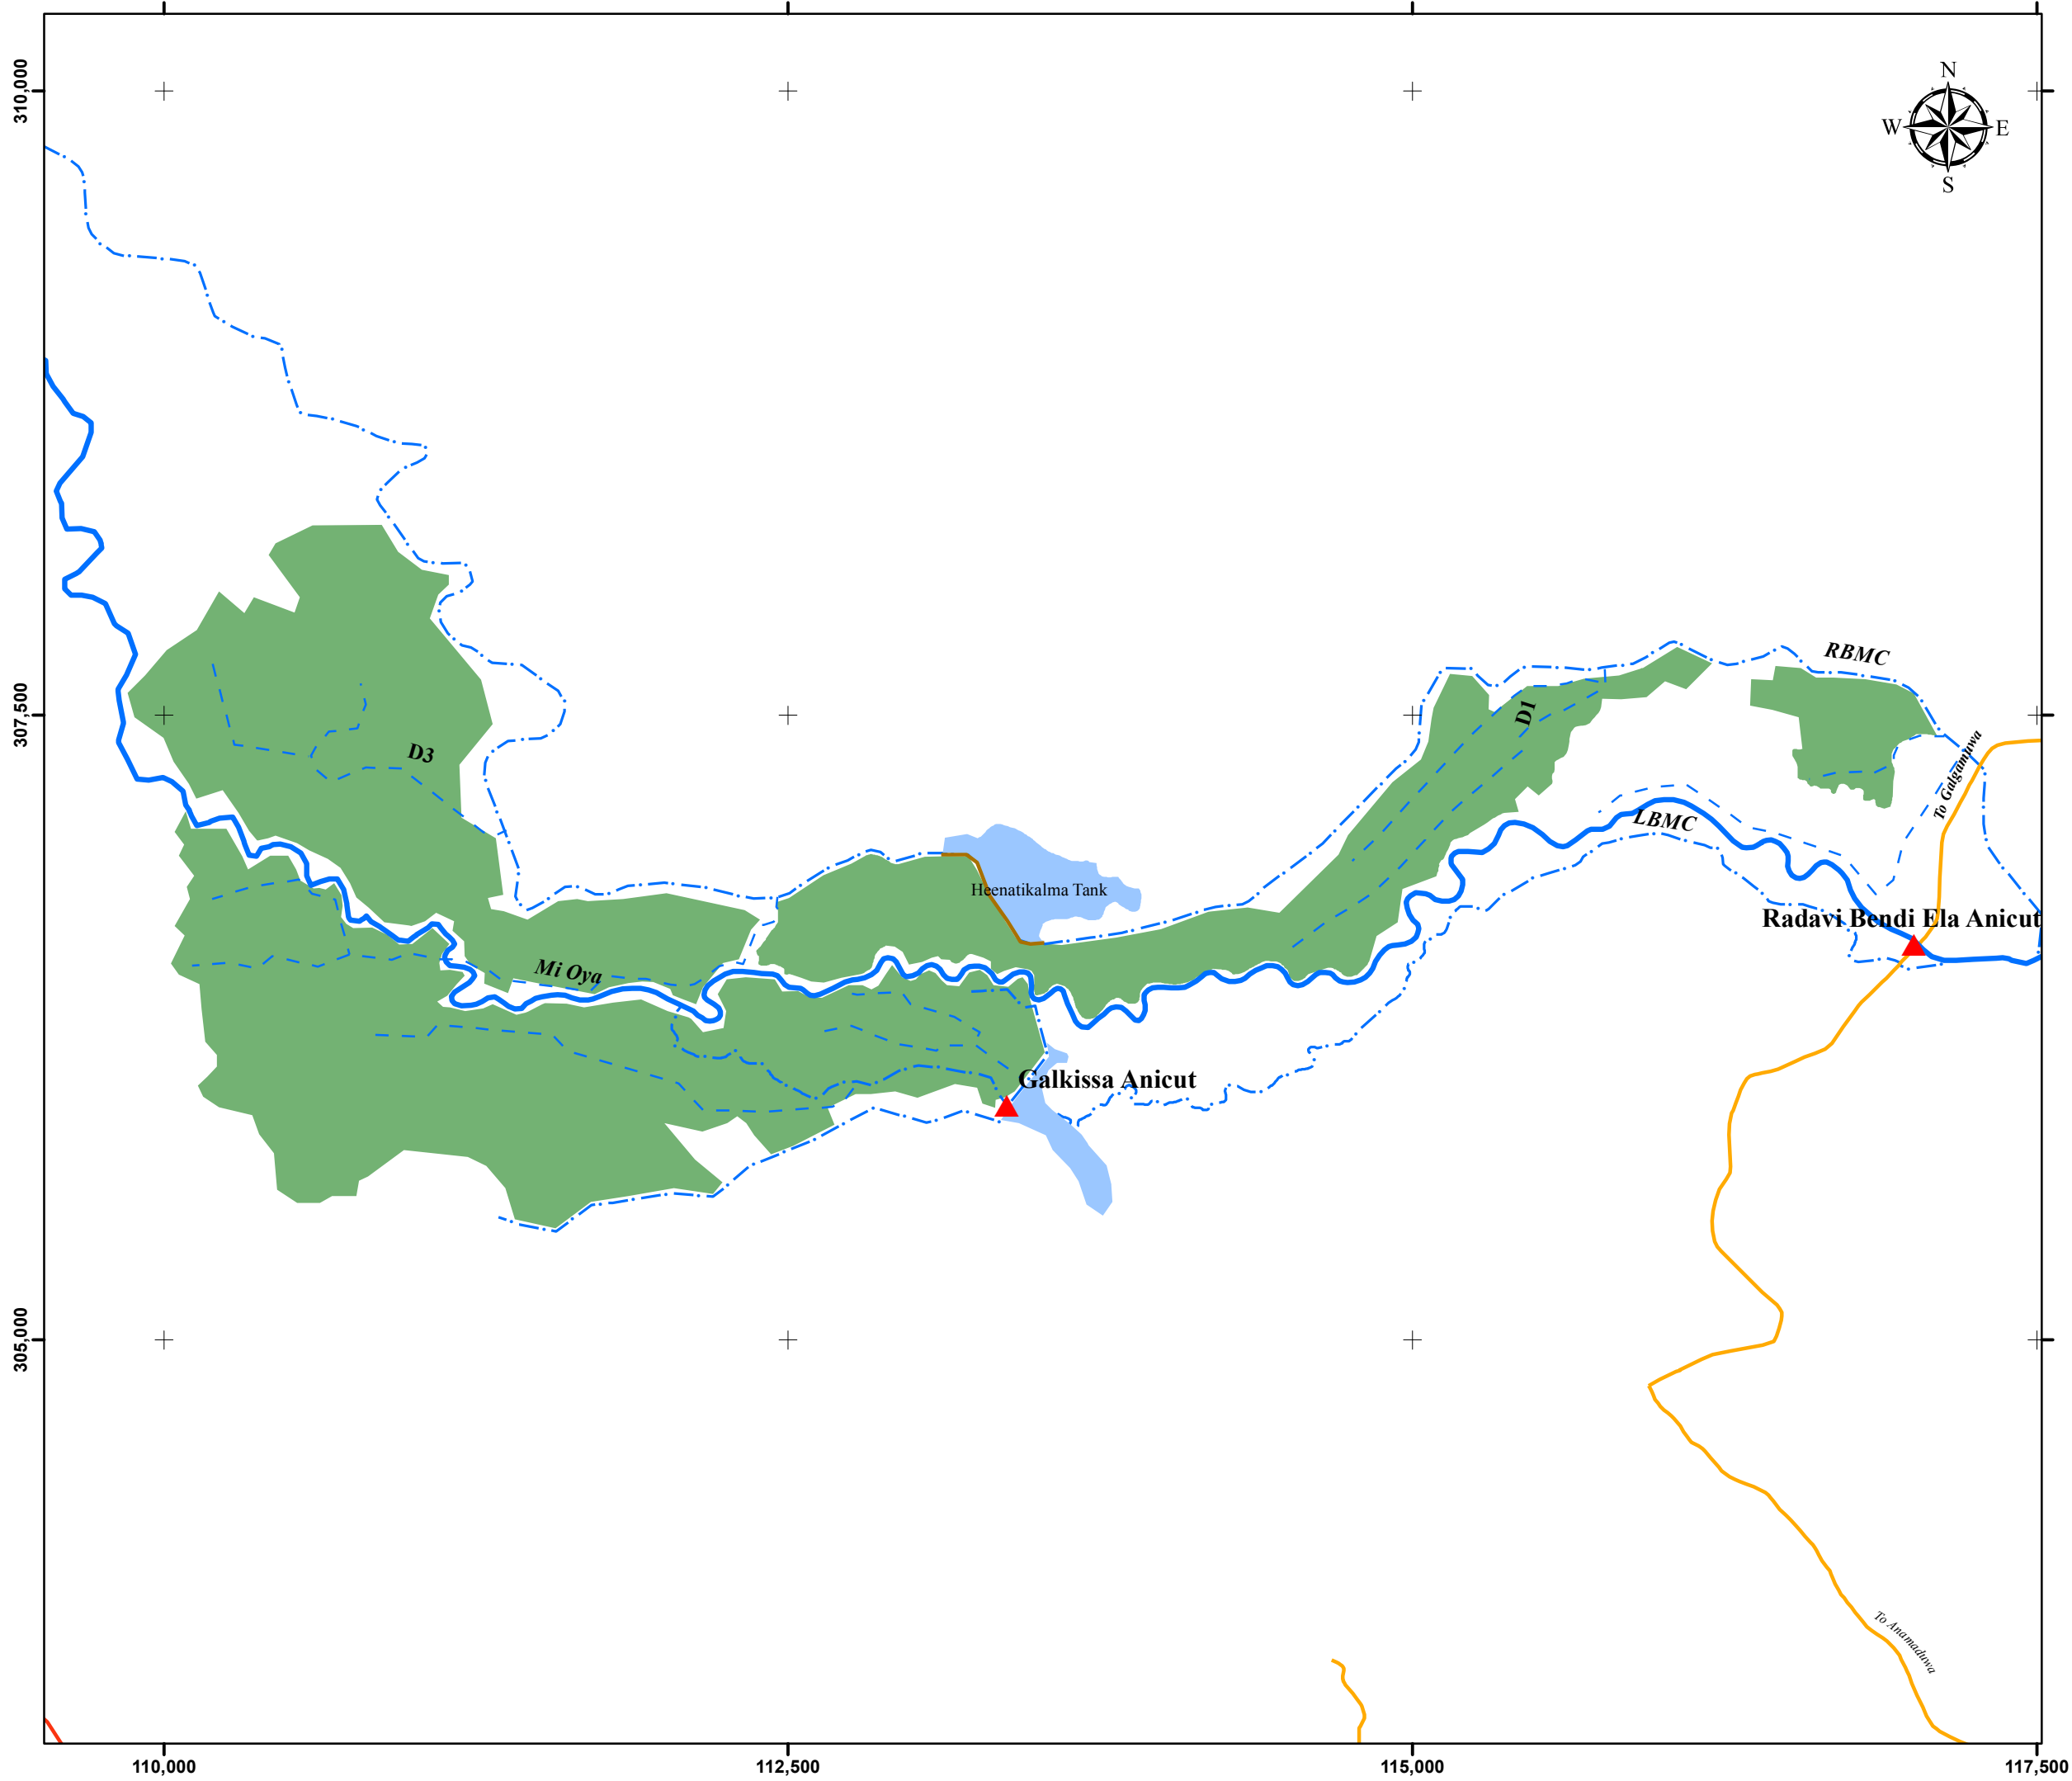 310,000
N
W
E
S
RBMC
307,500
D1
D3
To Galgamuwa
LBMC
Heenatikalma Tank
Radavi Bendi Ela Anicut
Mi Oya
Galkissa Anicut
305,000
To Anamaduwa
110,000
112,500
115,000
117,500